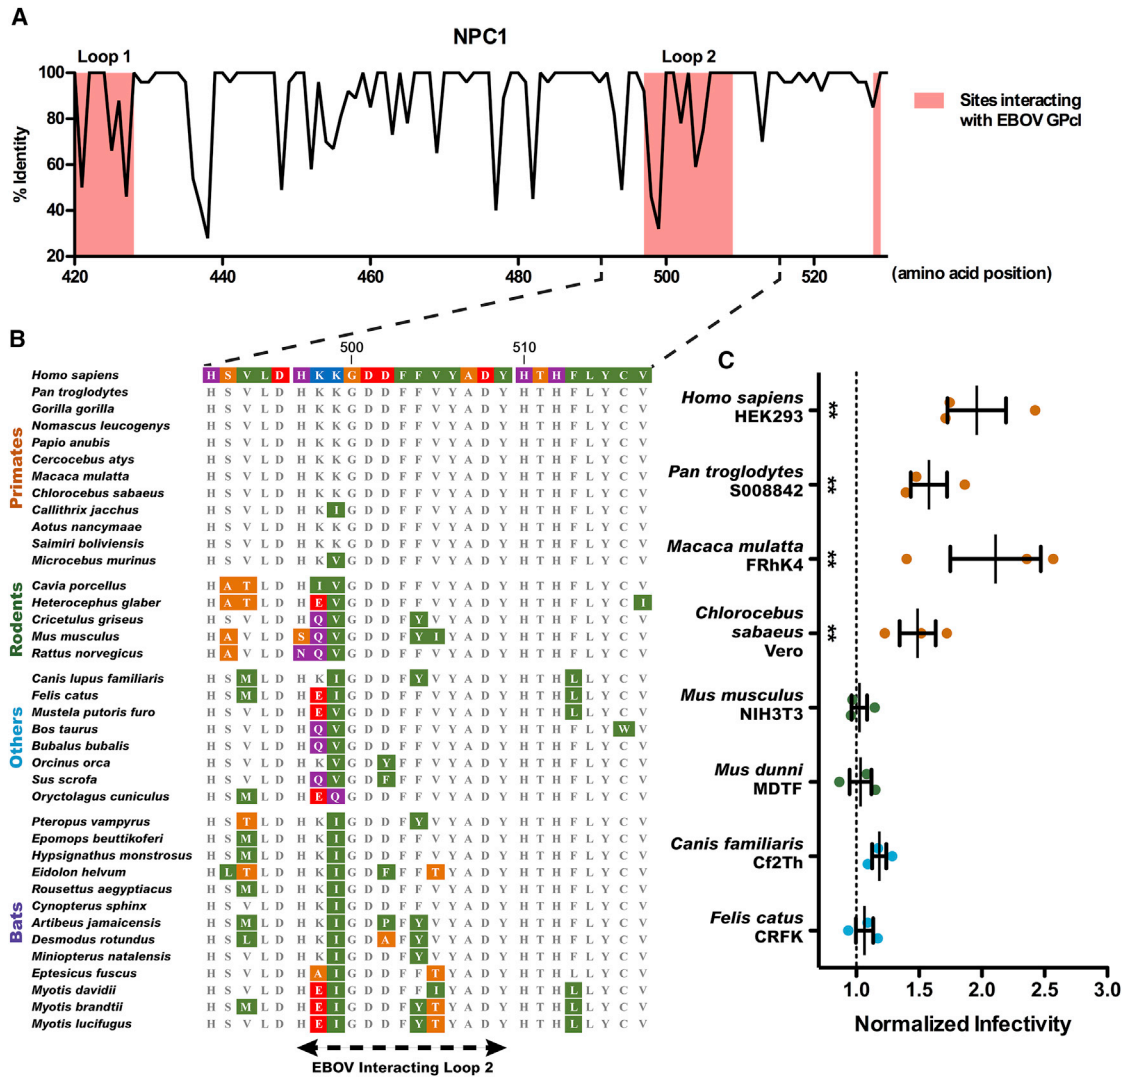 A
NPC1
Loop 1
Loop 2
100
80
60
40
20
% Identity
420
440
460
480
500
520
(amino acid position)
Sites interacting
with EBOV GPcl
B
500
510
Homo sapiens H S V L D H K K G D D F F V Y A D Y H T H F L Y C V
Pan troglodytes H S V L D H K K G D D F F V Y A D Y H T H F L Y C V
Gorilla gorilla H S V L D H K K G D D F F V Y A D Y H T H F L Y C V
Nomascus leucogenys H S V L D H K K G D D F F V Y A D Y H T H F L Y C V
Papio anubis H S V L D H K K G D D F F V Y A D Y H T H F L Y C V
Cercocebus atys H S V L D H K K G D D F F V Y A D Y H T H F L Y C V
Macaca mulatta H S V L D H K K G D D F F V Y A D Y H T H F L Y C V
Chlorocebus sabaeus H S V L D H K K G D D F F V Y A D Y H T H F L Y C V
Callithrix jacchus H S V L D H K I G D D F F V Y A D Y H T H F L Y C V
Aotus nancymaae H S V L D H K K G D D F F V Y A D Y H T H F L Y C V
Saimiri boliviensis H S V L D H K K G D D F F V Y A D Y H T H F L Y C V
Microcebus murinus H S V L D H K V G D D F F V Y A D Y H T H F L Y C V
Primates
Cavia porcellus H A T L D H I V G D D F F V Y A D Y H T H F L Y C V
Heterocephus glaber H A T L D H E V G D D F F V Y A D Y H T H F L Y C I
Cricetulus griseus H S V L D H Q V G D D F Y V Y A D Y H T H F L Y C V
Mus musculus H A V L D S Q V G D D F Y I Y A D Y H T H F L Y C V
Rattus norvegicus H A V L D N Q V G D D F F V Y A D Y H T H F L Y C V
Rodents
Canis lupus familiaris H S M L D H K I G D D F Y V Y A D Y H T H L L Y C V
Felis catus H S M L D H E I G D D F F V Y A D Y H T H L L Y C V
Mustela putoris furo H S V L D H E V G D D F F V Y A D Y H T H L L Y C V
Bos taurus H S V L D H Q V G D D F F V Y A D Y H T H F L Y W V
Bubalus bubalis H S V L D H Q V G D D F F V Y A D Y H T H F L Y C V
Orcinus orca H S V L D H K V G D Y F F V Y A D Y H T H F L Y C V
Sus scrofa H S V L D H Q V G D F F F V Y A D Y H T H F L Y C V
Oryctolagus cuniculus H S M L D H E Q G D D F F V Y A D Y H T H F L Y C V
Others
Pteropus vampyrus H S T L D H K I G D D F Y V Y A D Y H T H F L Y C V
Epomops beuttikoferi H S M L D H K I G D D F F V Y A D Y H T H F L Y C V
Hypsignathus monstrosus H S M L D H K I G D D F F V Y A D Y H T H F L Y C V
Eidolon helvum H L T L D H K I G D F F F T Y A D Y H T H F L Y C V
Rousettus aegyptiacus H S M L D H K I G D D F F V Y A D Y H T H F L Y C V
Cynopterus sphinx H S V L D H K I G D D F F V Y A D Y H T H F L Y C V
Artibeus jamaicensis H S M L D H K I G D P F Y V Y A D Y H T H F L Y C V
Desmodus rotundus H S L L D H K I G D A F Y V Y A D Y H T H F L Y C V
Miniopterus natalensis H S V L D H K I G D D F Y V Y A D Y H T H F L Y C V
Eptesicus fuscus H S V L D H A I G D D F F T Y A D Y H T H L L Y C V
Myotis davidii H S V L D H E I G D D F F I Y A D Y H T H L L Y C V
Myotis brandtii H S M L D H E I G D D F Y T Y A D Y H T H L L Y C V
Myotis lucifugus H S V L D H E I G D D F Y T Y A D Y H T H L L Y C V
Bats
EBOV Interacting Loop 2
C
Homo sapiens
HEK293
**
Pan troglodytes
S008842
**
Macaca mulatta
FRhK4
**
Chlorocebus
sabaeus
Vero
**
Mus musculus
NIH3T3
Mus dunni
MDTF
Canis familiaris
Cf2Th
Felis catus
CRFK
1.0
1.5
2.0
2.5
3.0
Normalized Infectivity